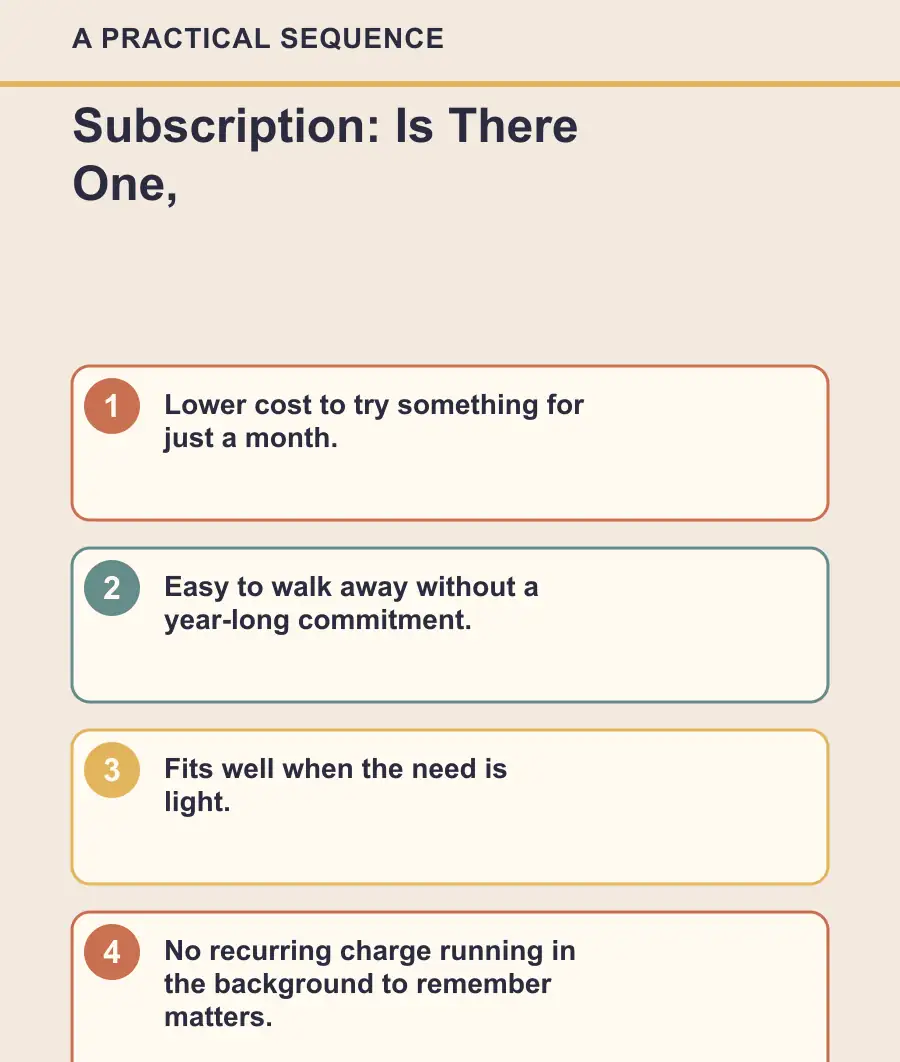 A PRACTICAL SEQUENCE
Subscription: Is There
One,
1
Lower cost to try something for
just a month.
2
Easy to walk away without a
year-long commitment.
3
Fits well when the need is
light.
4
No recurring charge running in
the background to remember
matters.